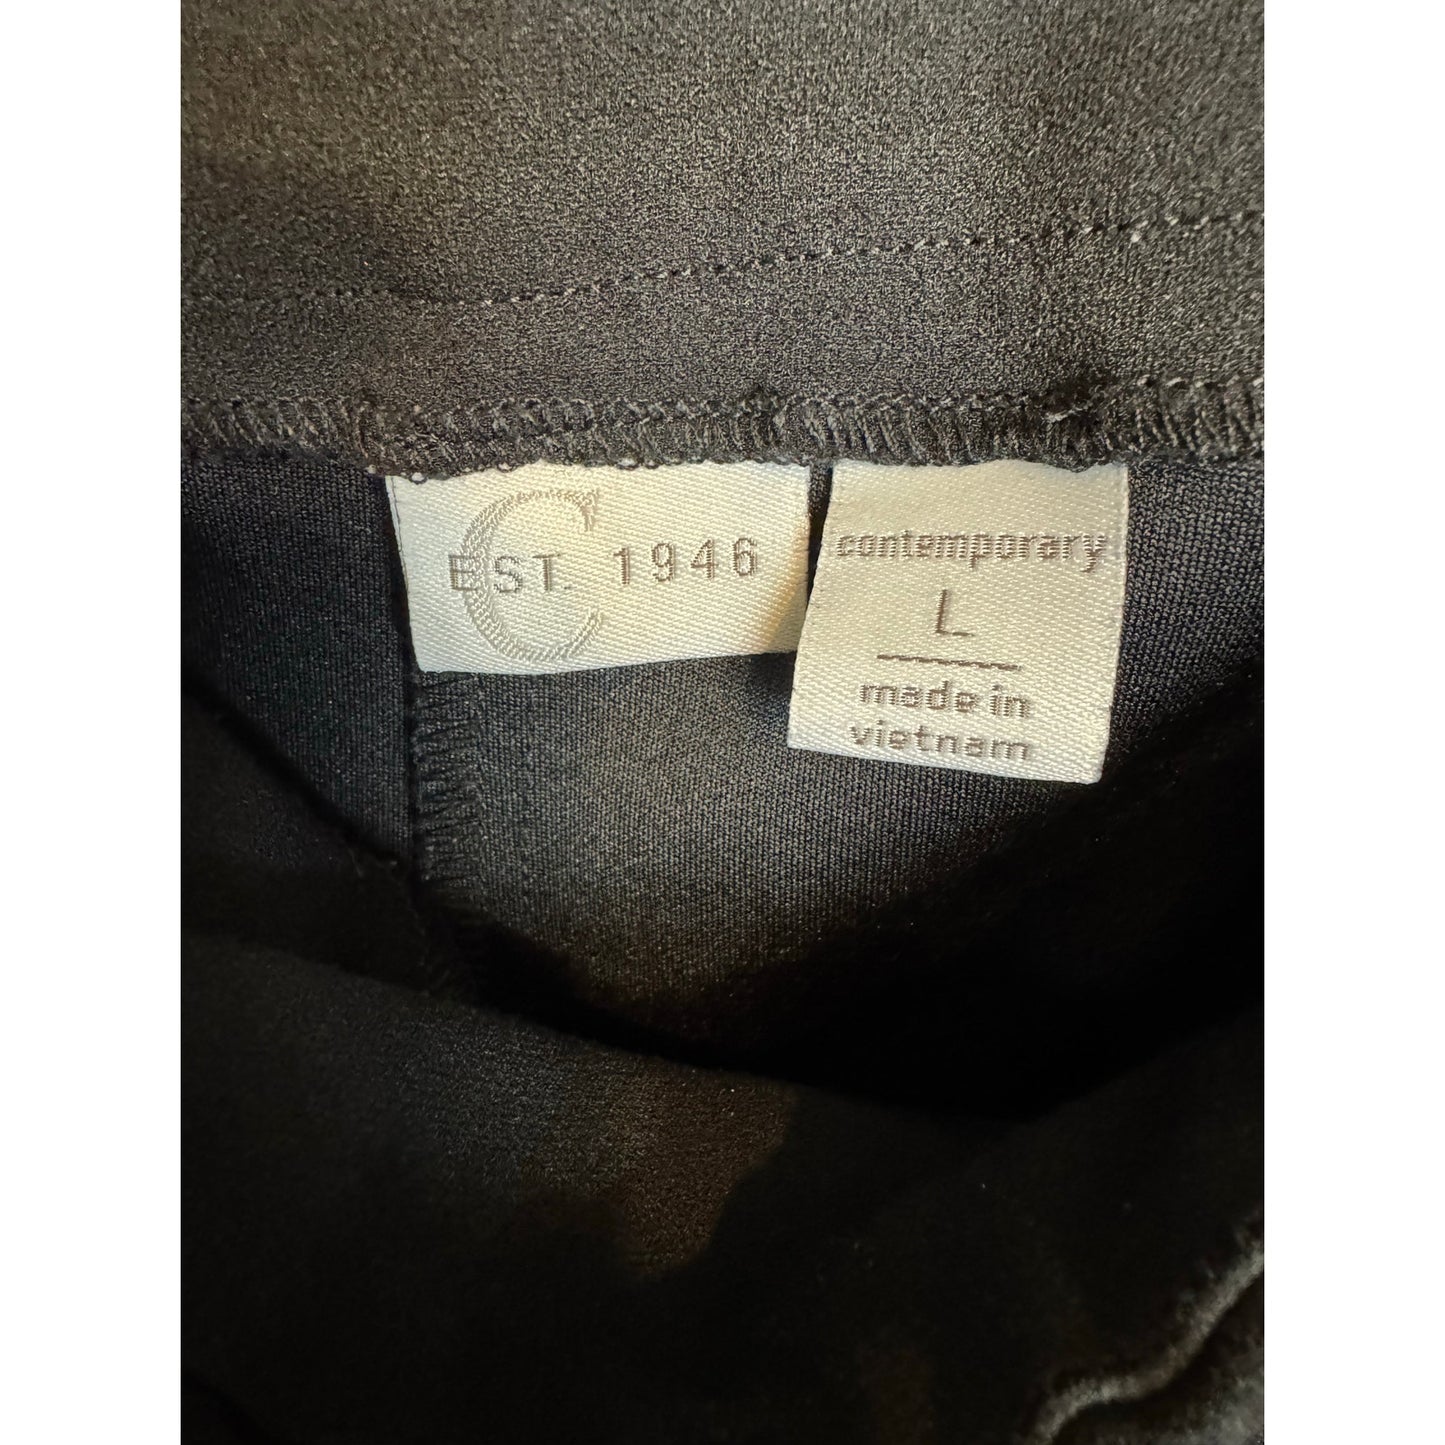 C
EST. 1946
contemporary
L
made in
vietnam